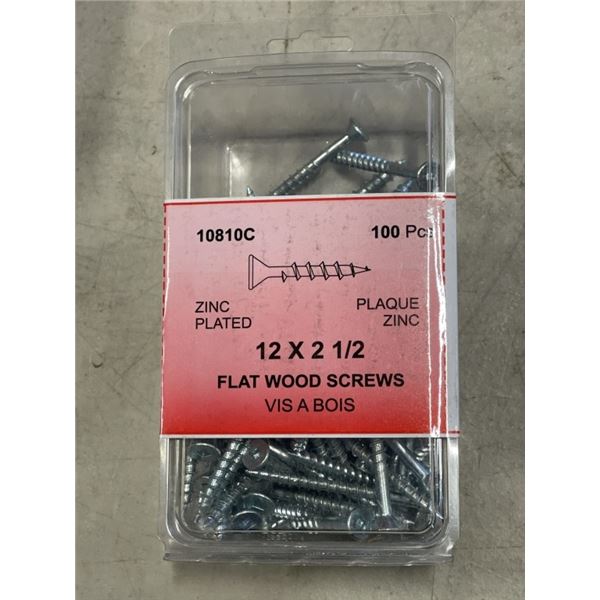 10810C 100 Pcs
ZINC PLATED
PLAQUE ZINC
12 X 2 1/2
FLAT WOOD SCREWS
VIS A BOIS